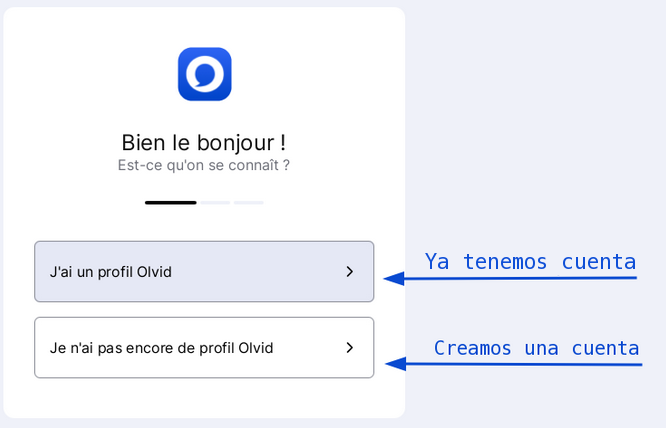 Bien le bonjour !
Est-ce qu'on se connaît ?
J'ai un profil Olvid
Ya tenemos cuenta
Je n'ai pas encore de profil Olvid
Creamos una cuenta